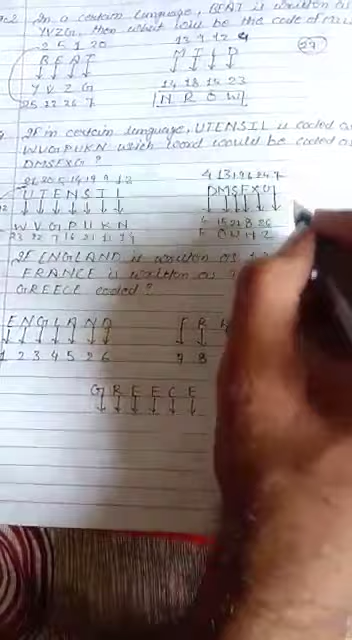 In a certain language, BEAT is written as
YVZG, then what will be the code of MILD
2 5 1 20
13 9 12 4
27
B E A T
M I L D
14 18 15 23
Y V Z G
N R O W
25 22 26 7
If in certain language, UTENSIL is coded as
WVGPUKN which word would be coded as
DMSFXG ?
21 20 5 14 19 9 12
4 13 19 6 24 7
U T E N S I L
D M S F X G
W V G P U K N
23 22 7 16 21 11 14
If ENGLAND is written as
FRANCE is written as
GREECE coded ?
E N G L A N D
F R
1 2 3 4 5 2 6
7 8
G R E E C E